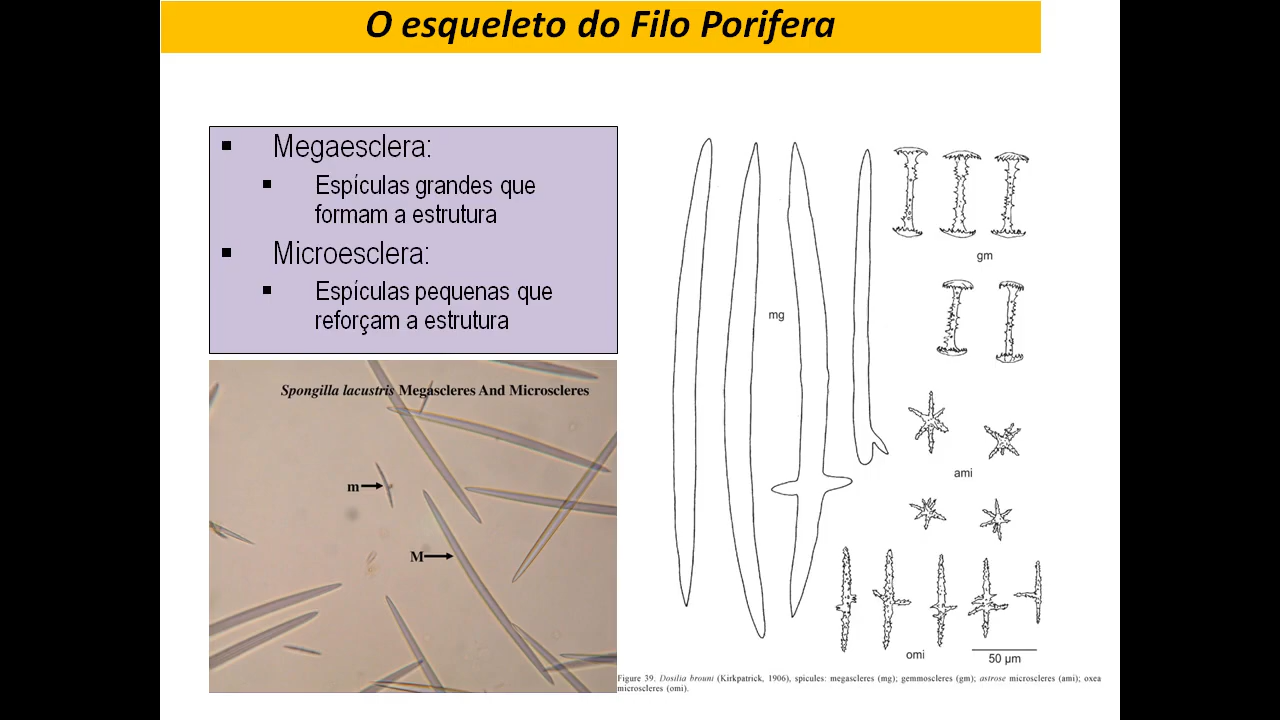 O esqueleto do Filo Porifera
Megaesclera:
Espículas grandes que
formam a estrutura
Microesclera:
Espículas pequenas que
reforçam a estrutura
Spongilla lacustris Megascleres And Microscleres
m
M
mg
gm
ami
omi
50 µm
Figure 39. Dosilia brouni (Kirkpatrick, 1906), spicules: megascleres (mg); gemmoscleres (gm); astrose microscleres (ami); oxea
microscleres (omi).